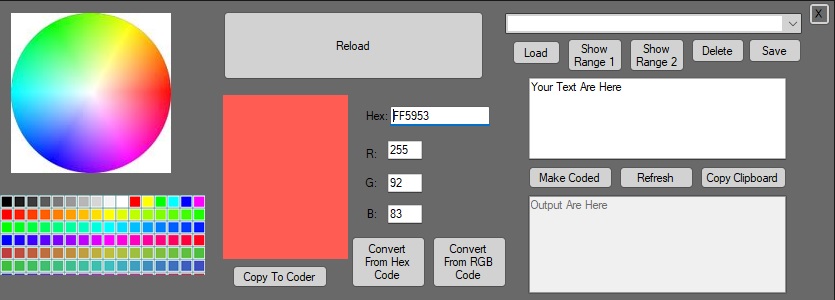 Reload
X
Load
Show
Range 1
Show
Range 2
Delete
Save
Your Text Are Here
Hex:
FF5953
R:
255
G:
92
B:
83
Make Coded
Refresh
Copy Clipboard
Output Are Here
Convert
From Hex
Code
Convert
From RGB
Code
Copy To Coder